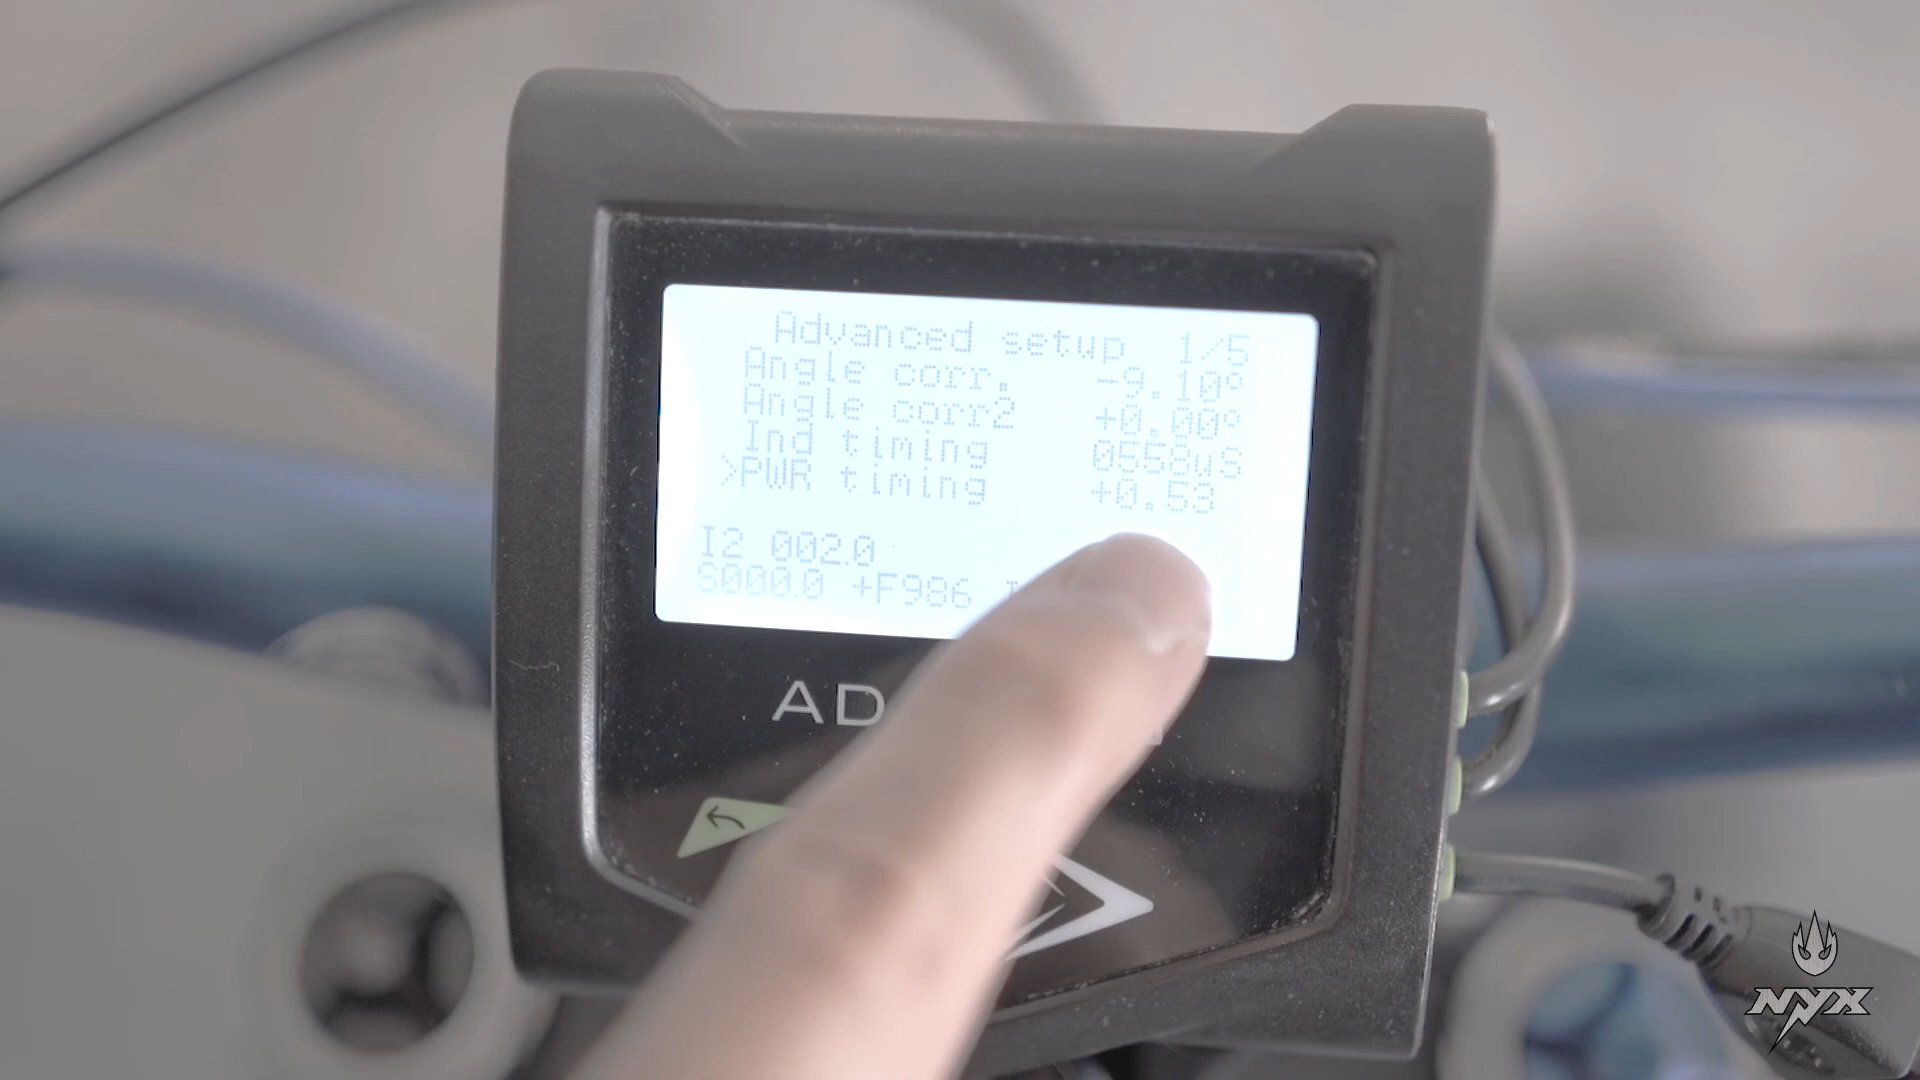 Advanced setup 1/5
Angle corr. -9.10°
Angle corr2 +0.00°
Ind timing 0558uS
>PWR timing +0.53
I2 002.0
S000.0 +F986
AD
NYX